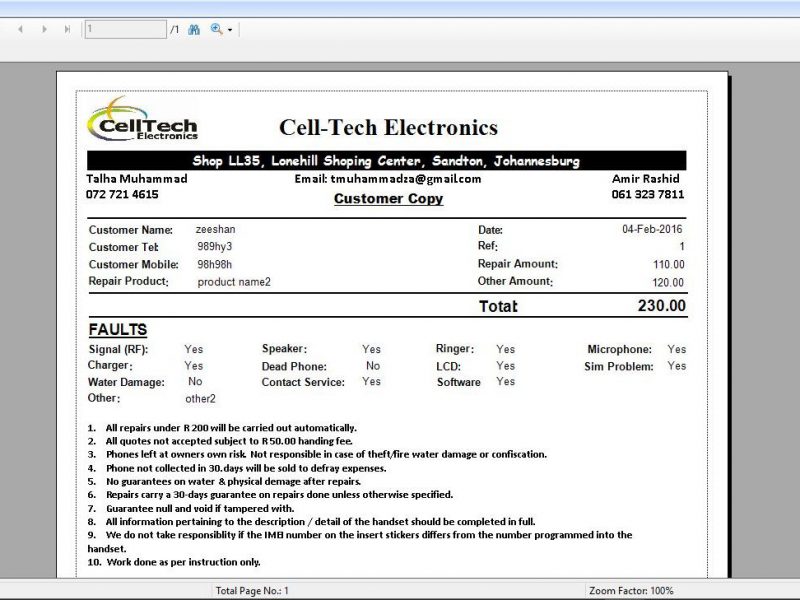 1 /1
CellTech
Electronics
Cell-Tech Electronics
Shop LL35, Lonehill Shoping Center, Sandton, Johannesburg
Talha Muhammad Email: tmuhammadza@gmail.com Amir Rashid
072 721 4615 061 323 7811
Customer Copy
Customer Name: zeeshan Date: 04-Feb-2016
Customer Tel: 989hy3 Ref: 1
Customer Mobile: 98h98h Repair Amount: 110.00
Repair Product: product name2 Other Amount: 120.00
Total: 230.00
FAULTS
Signal (RF): Yes Speaker: Yes Ringer: Yes Microphone: Yes
Charger: Yes Dead Phone: No LCD: Yes Sim Problem: Yes
Water Damage: No Contact Service: Yes Software Yes
Other: other2
1. All repairs under R 200 will be carried out automatically.
2. All quotes not accepted subject to R 50.00 handing fee.
3. Phones left at owners own risk. Not responsible in case of theft/fire water damage or confiscation.
4. Phone not collected in 30.days will be sold to defray expenses.
5. No guarantees on water & physical damage after repairs.
6. Repairs carry a 30-days guarantee on repairs done unless otherwise specified.
7. Guarantee null and void if tampered with.
8. All information pertaining to the description / detail of the handset should be completed in full.
9. We do not take responsiblity if the IMEI number on the insert stickers differs from the number programmed into the
handset.
10. Work done as per instruction only.
Total Page No.: 1 Zoom Factor: 100%